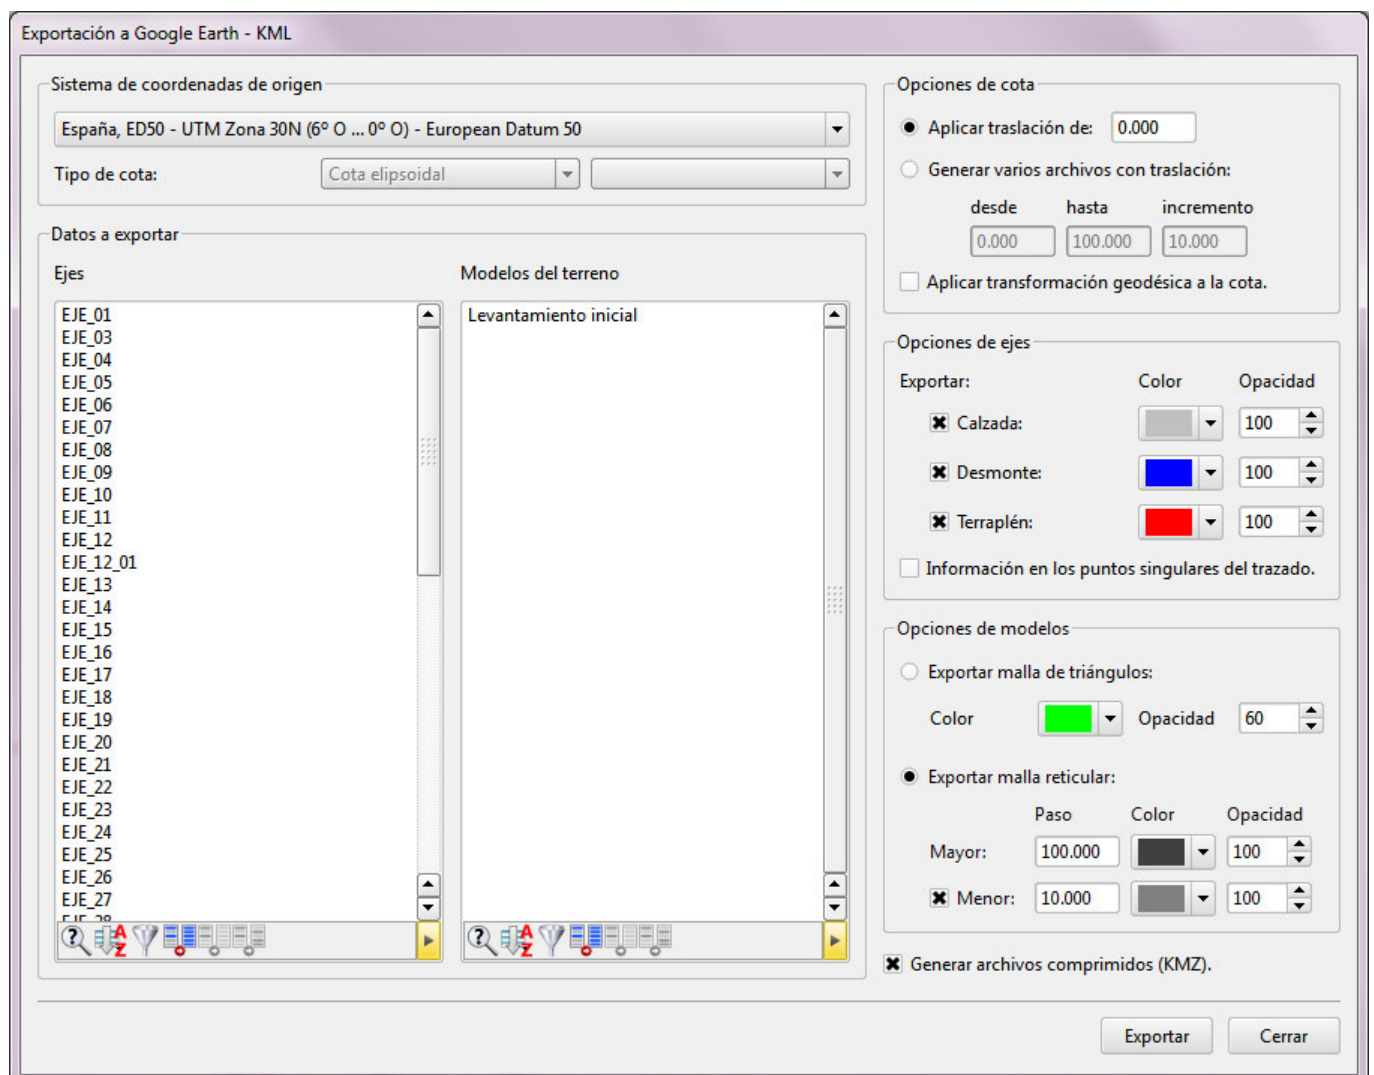 Exportación a Google Earth - KML
Sistema de coordenadas de origen
España, ED50 - UTM Zona 30N (6º O ... 0º O) - European Datum 50
Tipo de cota: Cota elipsoidal
Datos a exportar
Ejes
EJE_01
EJE_03
EJE_04
EJE_05
EJE_06
EJE_07
EJE_08
EJE_09
EJE_10
EJE_11
EJE_12
EJE_12_01
EJE_13
EJE_14
EJE_15
EJE_16
EJE_17
EJE_18
EJE_19
EJE_20
EJE_21
EJE_22
EJE_23
EJE_24
EJE_25
EJE_26
EJE_27
EJE_28
Modelos del terreno
Levantamiento inicial
Opciones de cota
Aplicar traslación de: 0.000
Generar varios archivos con traslación:
desde hasta incremento
0.000 100.000 10.000
Aplicar transformación geodésica a la cota.
Opciones de ejes
Exportar: Color Opacidad
Calzada: 100
Desmonte: 100
Terraplén: 100
Información en los puntos singulares del trazado.
Opciones de modelos
Exportar malla de triángulos:
Color Opacidad 60
Exportar malla reticular:
Paso Color Opacidad
Mayor: 100.000 100
Menor: 10.000 100
Generar archivos comprimidos (KMZ).
Exportar Cerrar